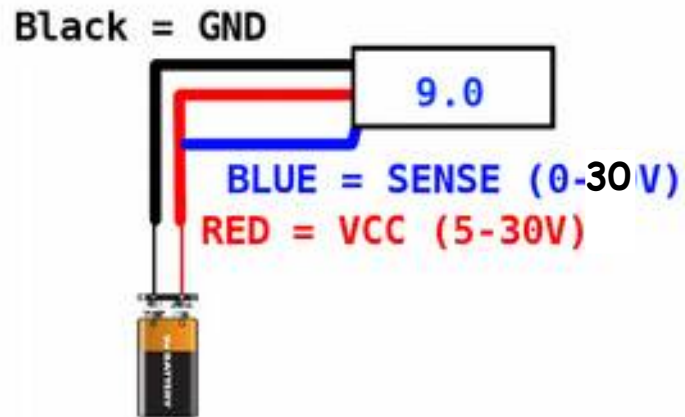 Black = GND
9.0
BLUE = SENSE (0-30V)
RED = VCC (5-30V)